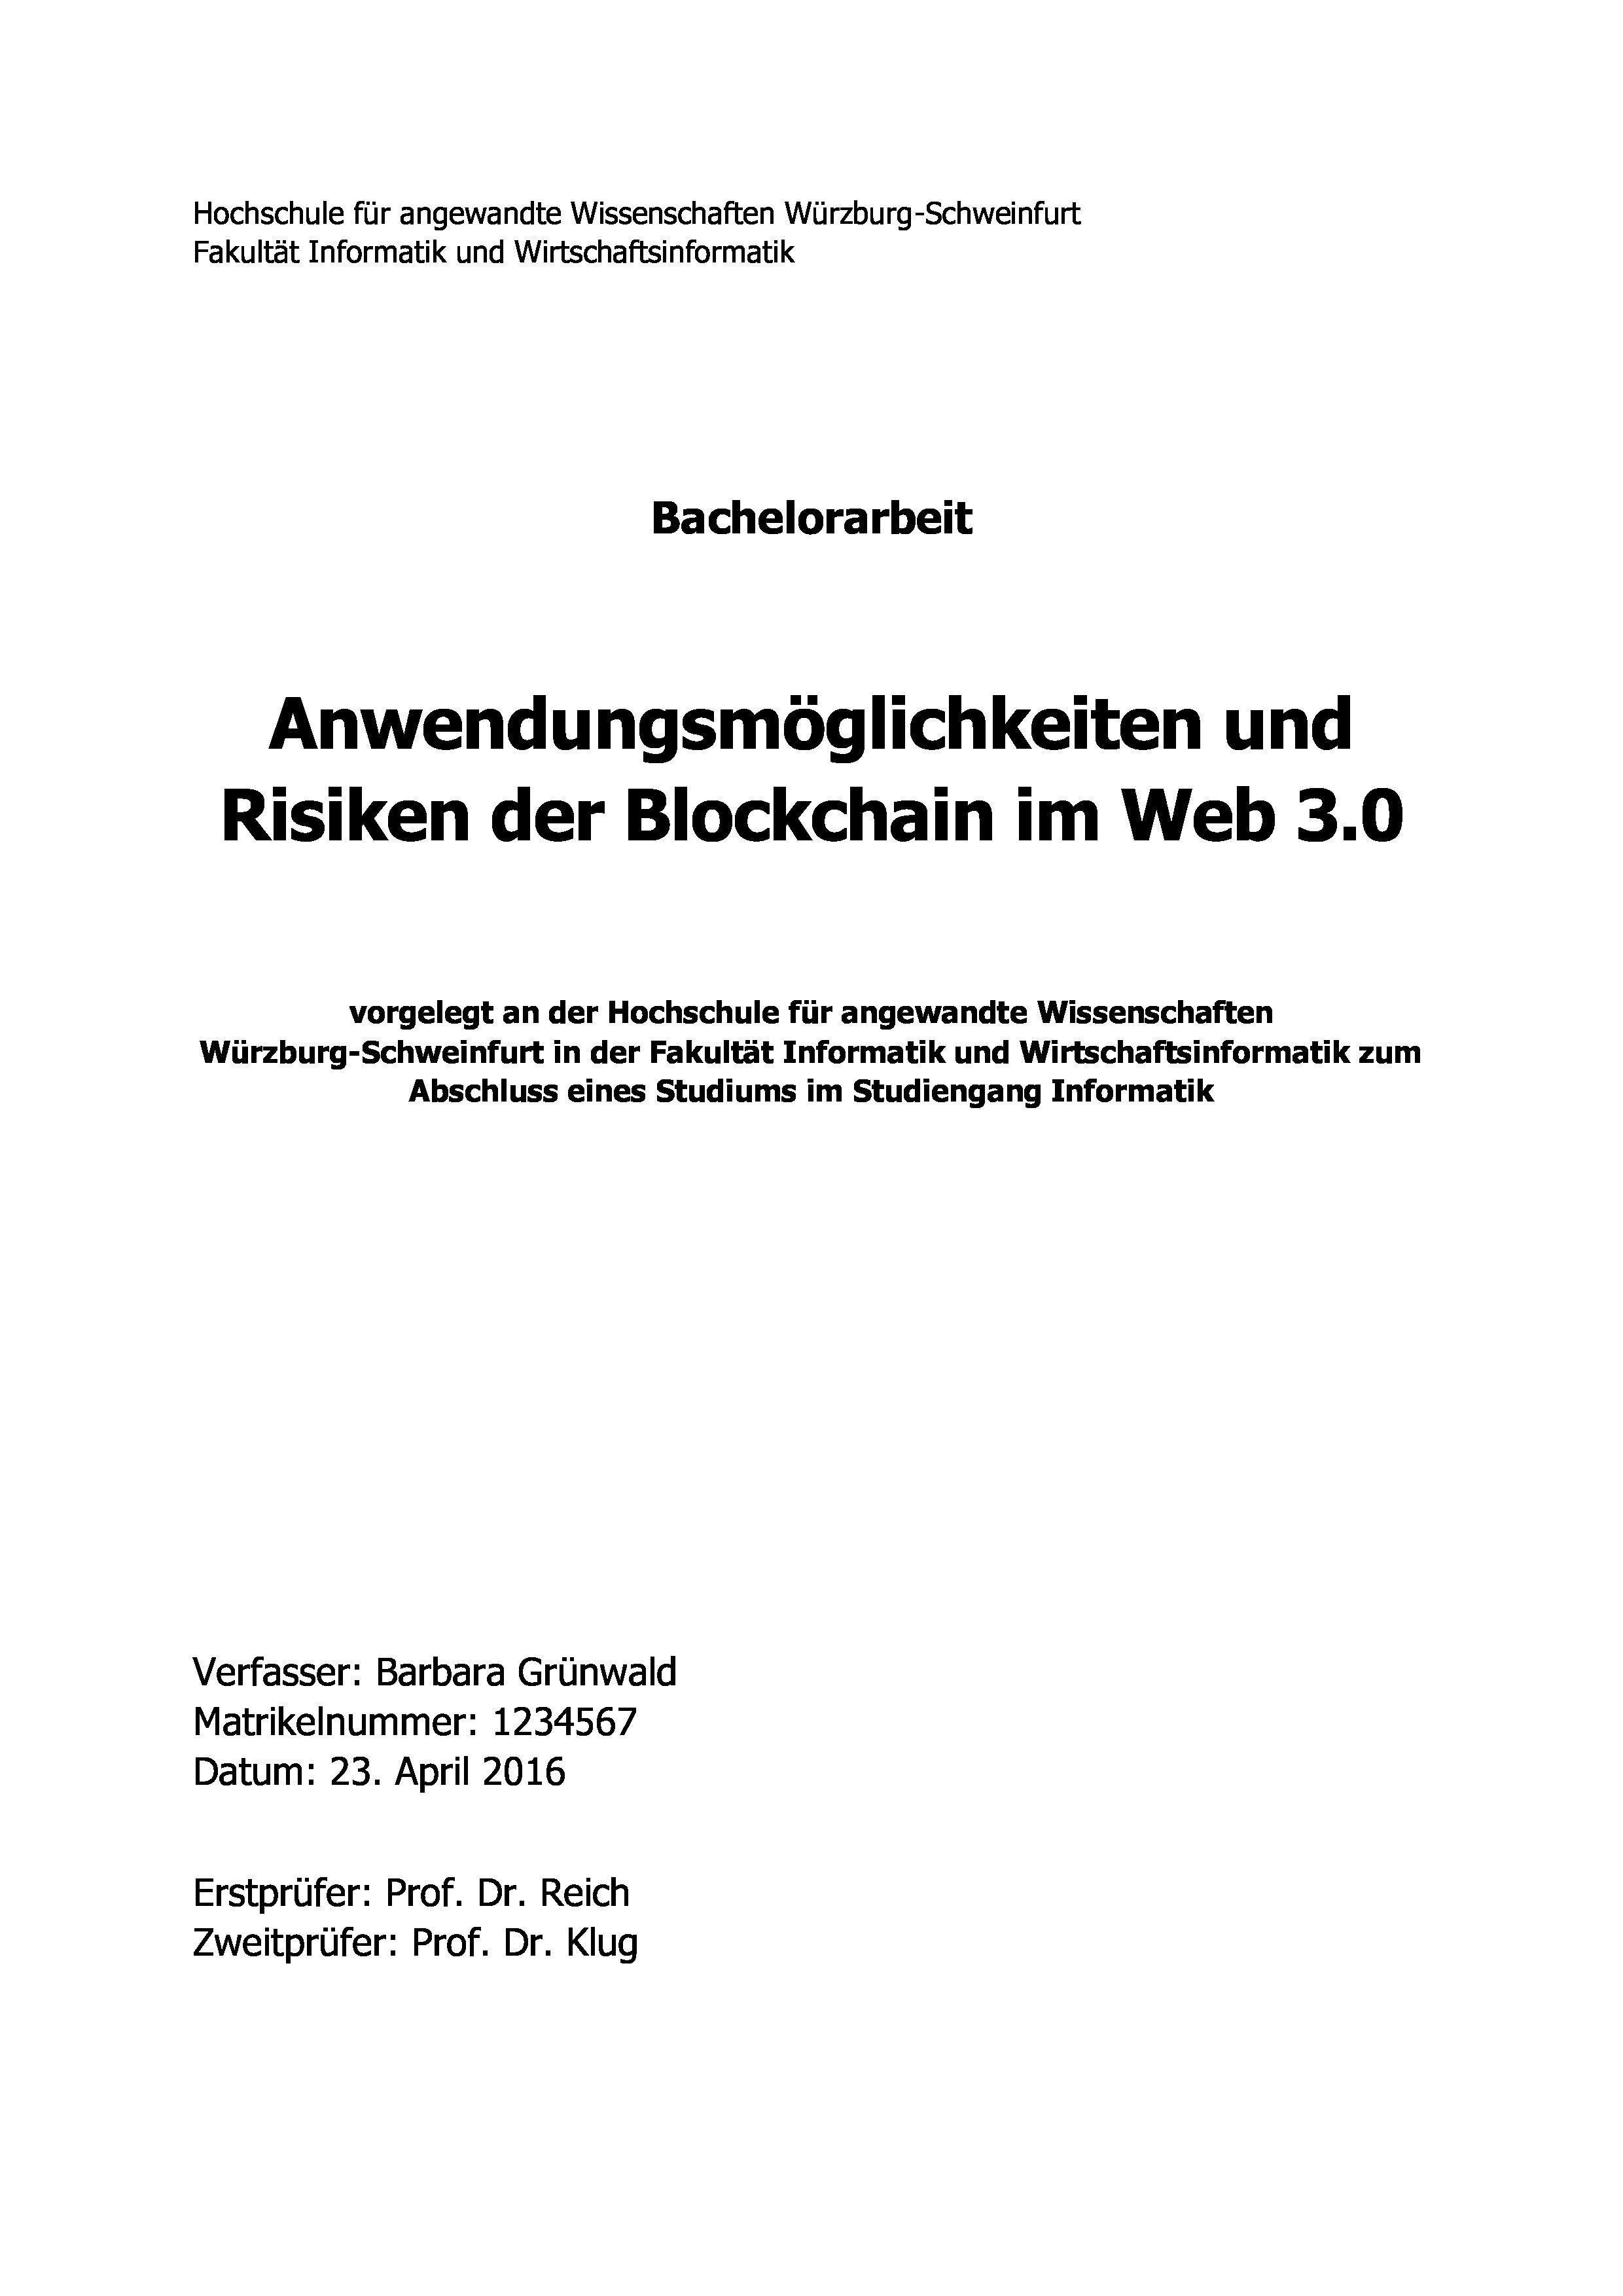 Hochschule für angewandte Wissenschaften Würzburg-Schweinfurt
Fakultät Informatik und Wirtschaftsinformatik
Bachelorarbeit
Anwendungsmöglichkeiten und
Risiken der Blockchain im Web 3.0
vorgelegt an der Hochschule für angewandte Wissenschaften
Würzburg-Schweinfurt in der Fakultät Informatik und Wirtschaftsinformatik zum
Abschluss eines Studiums im Studiengang Informatik
Verfasser: Barbara Grünwald
Matrikelnummer: 1234567
Datum: 23. April 2016
Erstprüfer: Prof. Dr. Reich
Zweitprüfer: Prof. Dr. Klug